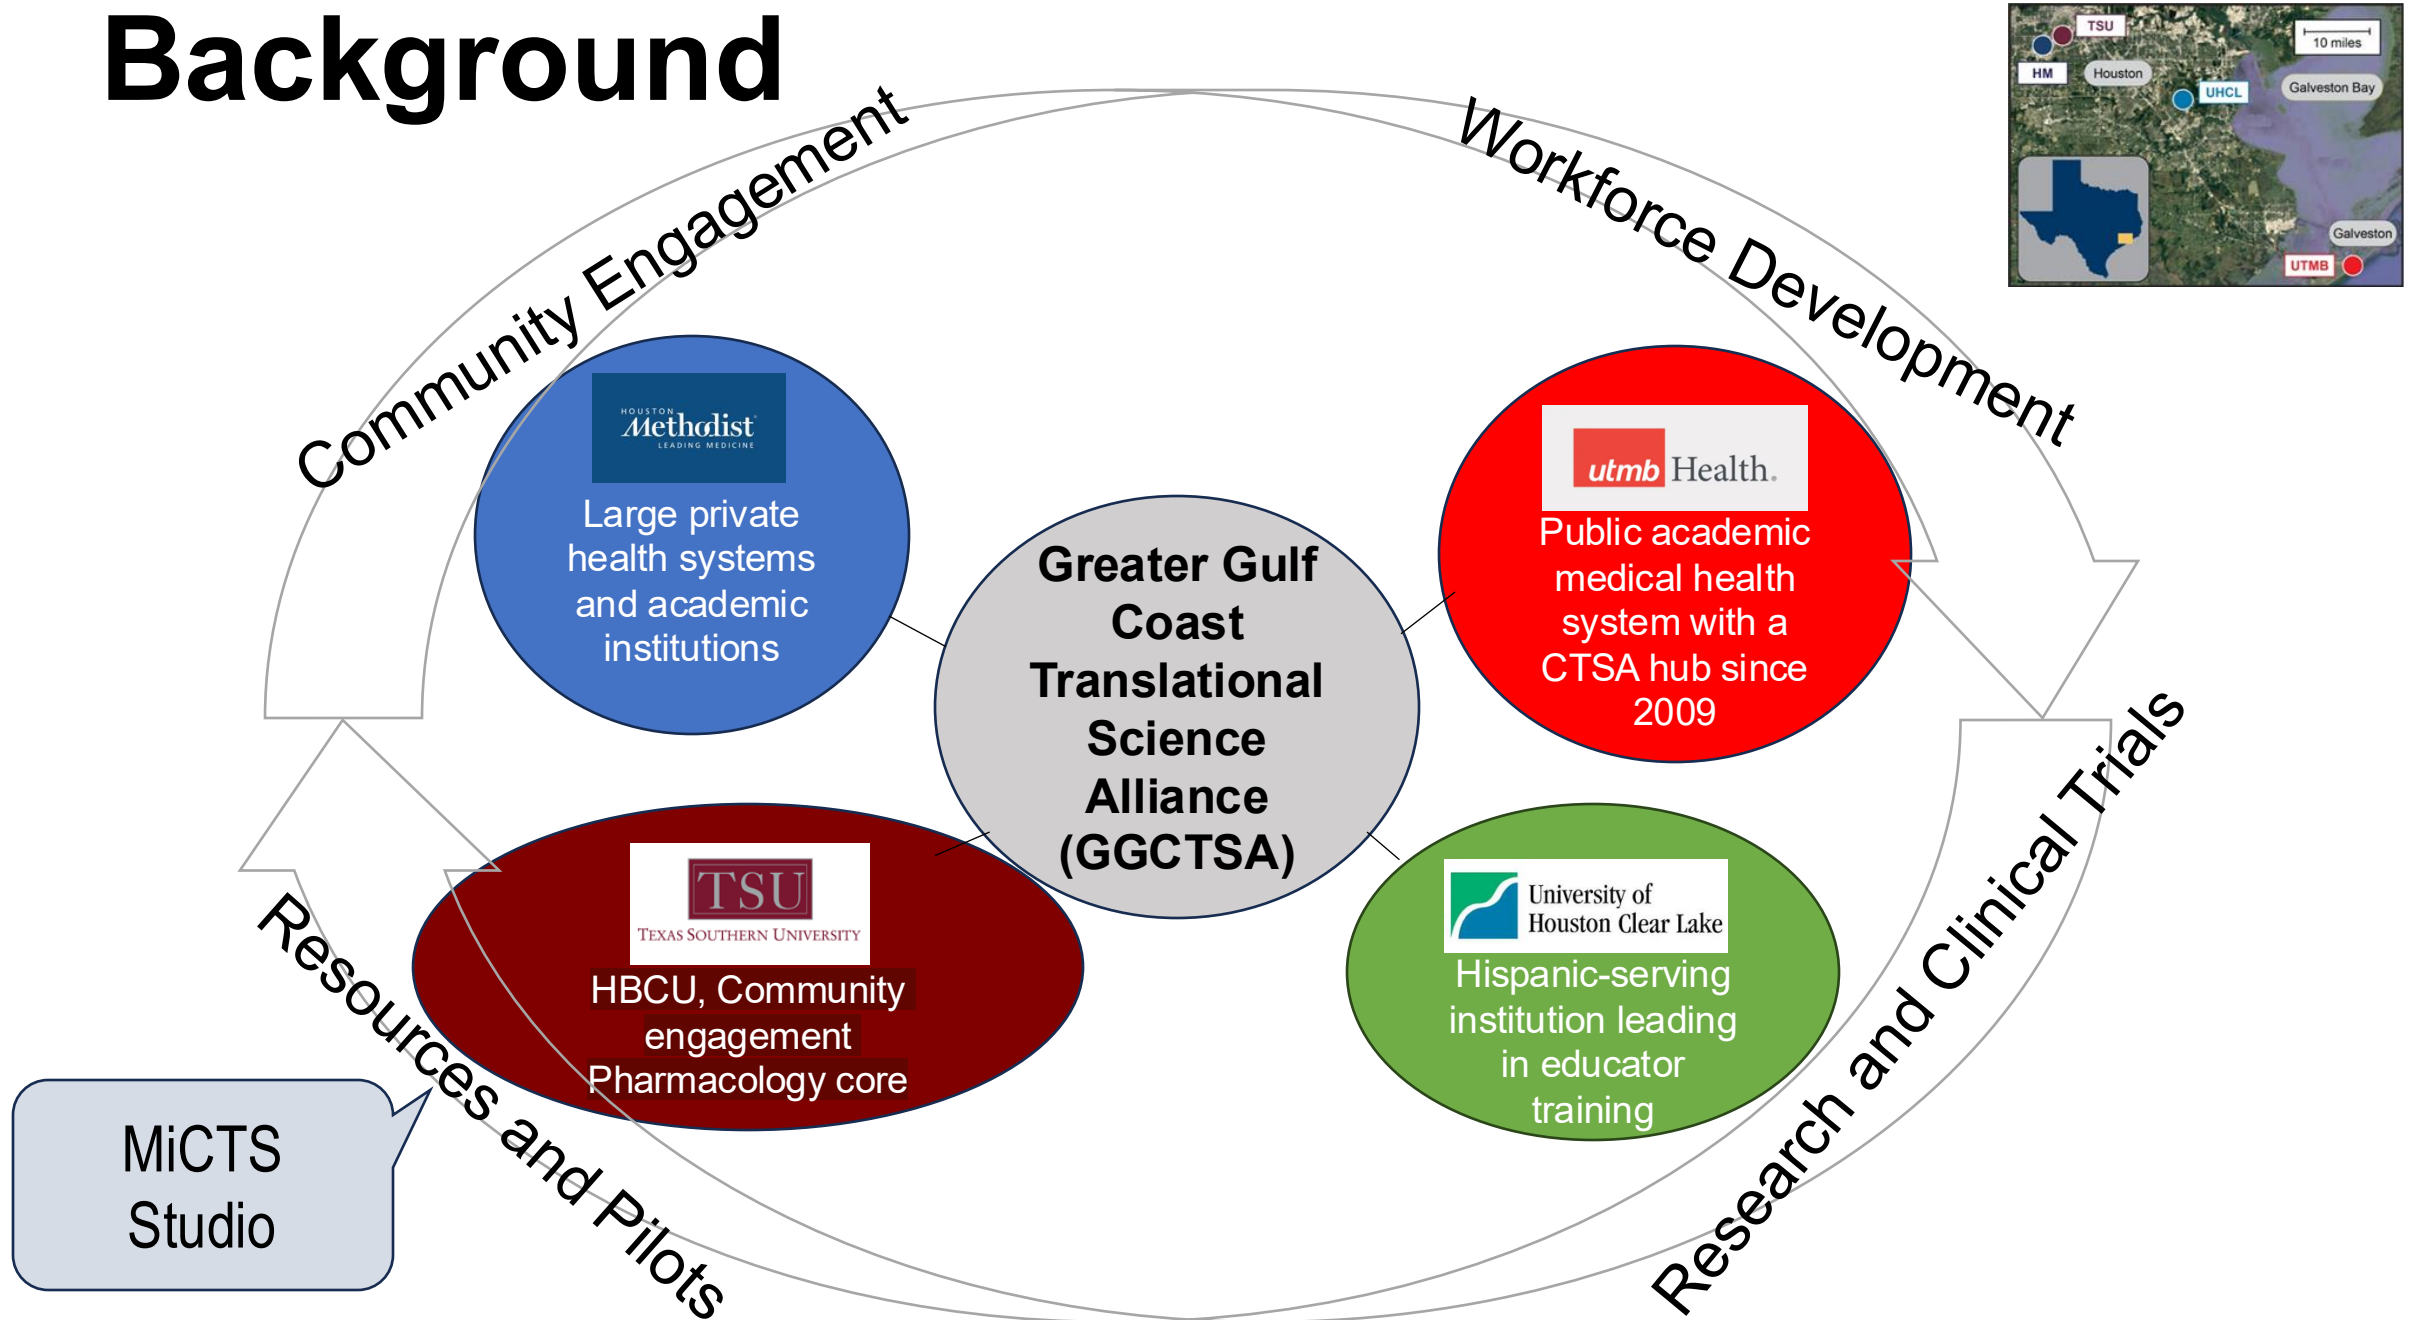 Background
TSU
10 miles
HM
Houston
UHCL
Galveston Bay
Galveston
UTMB
Community Engagement
Workforce Development
HOUSTON
Methodist
LEADING MEDICINE
Large private
health systems
and academic
institutions
utmb Health.
Public academic
medical health
system with a
CTSA hub since
2009
Greater Gulf
Coast
Translational
Science
Alliance
(GGCTSA)
TSU
TEXAS SOUTHERN UNIVERSITY
HBCU, Community
engagement
Pharmacology core
University of
Houston Clear Lake
Hispanic-serving
institution leading
in educator
training
Resources and Pilots
Research and Clinical Trials
MiCTS
Studio